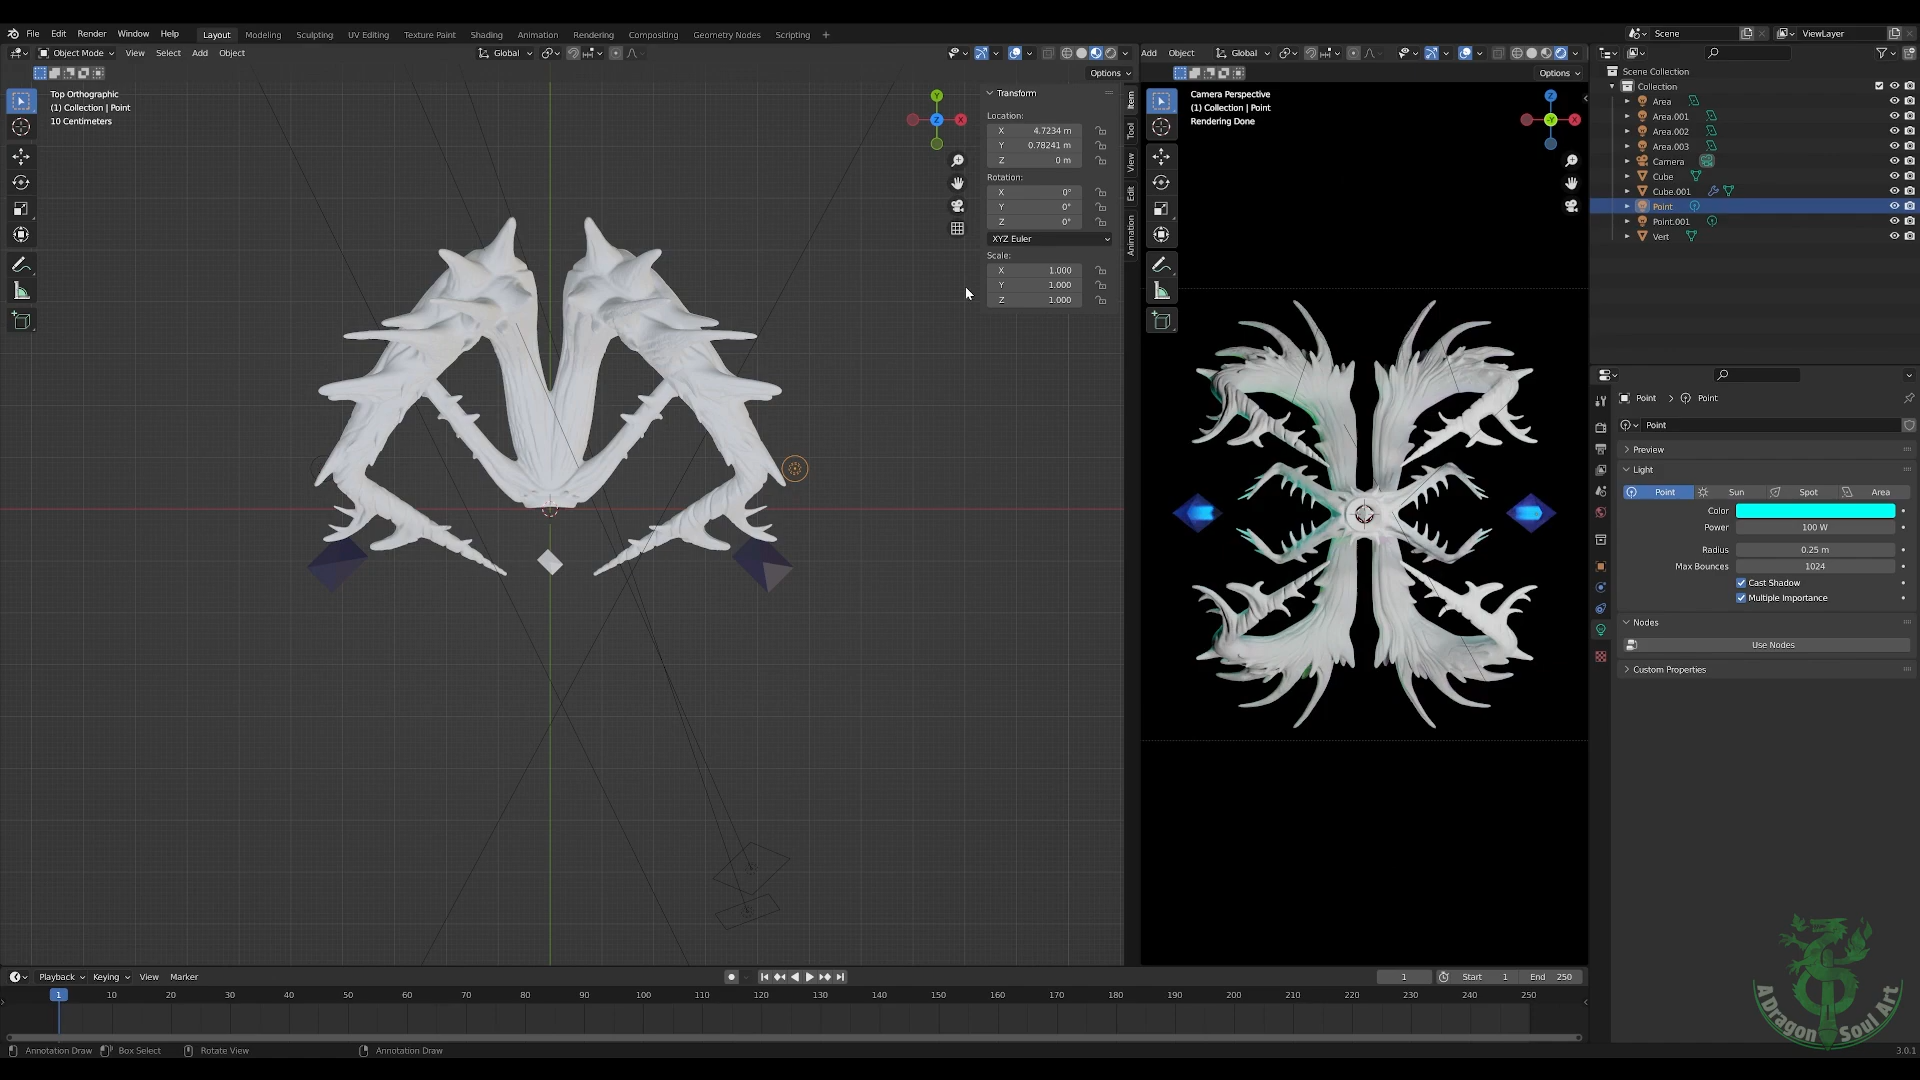 File Edit Render Window Help Layout Modeling Sculpting UV Editing Texture Paint Shading Animation Rendering Compositing Geometry Nodes Scripting + Scene ViewLayer
Object Mode View Select Add Object Global Add Object Global
Options Options
Top Orthographic
(1) Collection | Point
10 Centimeters
Transform
Location:
X 4.7234 m
Y 0.78241 m
Z 0 m
Rotation:
X 0°
Y 0°
Z 0°
XYZ Euler
Scale:
X 1.000
Y 1.000
Z 1.000
Item
Tool
View
Edit
Animation
Y
Z
X
Camera Perspective
(1) Collection | Point
Rendering Done
Z
-Y
X
Scene Collection
Collection
Area
Area.001
Area.002
Area.003
Camera
Cube
Cube.001
Point
Point.001
Vert
Point > Point
Point
Preview
Light
Point Sun Spot Area
Color
Power 100 W
Radius 0.25 m
Max Bounces 1024
Cast Shadow
Multiple Importance
Nodes
Use Nodes
Custom Properties
Playback Keying View Marker 1 Start 1 End 250
1 10 20 30 40 50 60 70 80 90 100 110 120 130 140 150 160 170 180 190 200 210 220 230 240 250
Annotation Draw Box Select Rotate View Annotation Draw 3.0.1
ADragon Soul Art